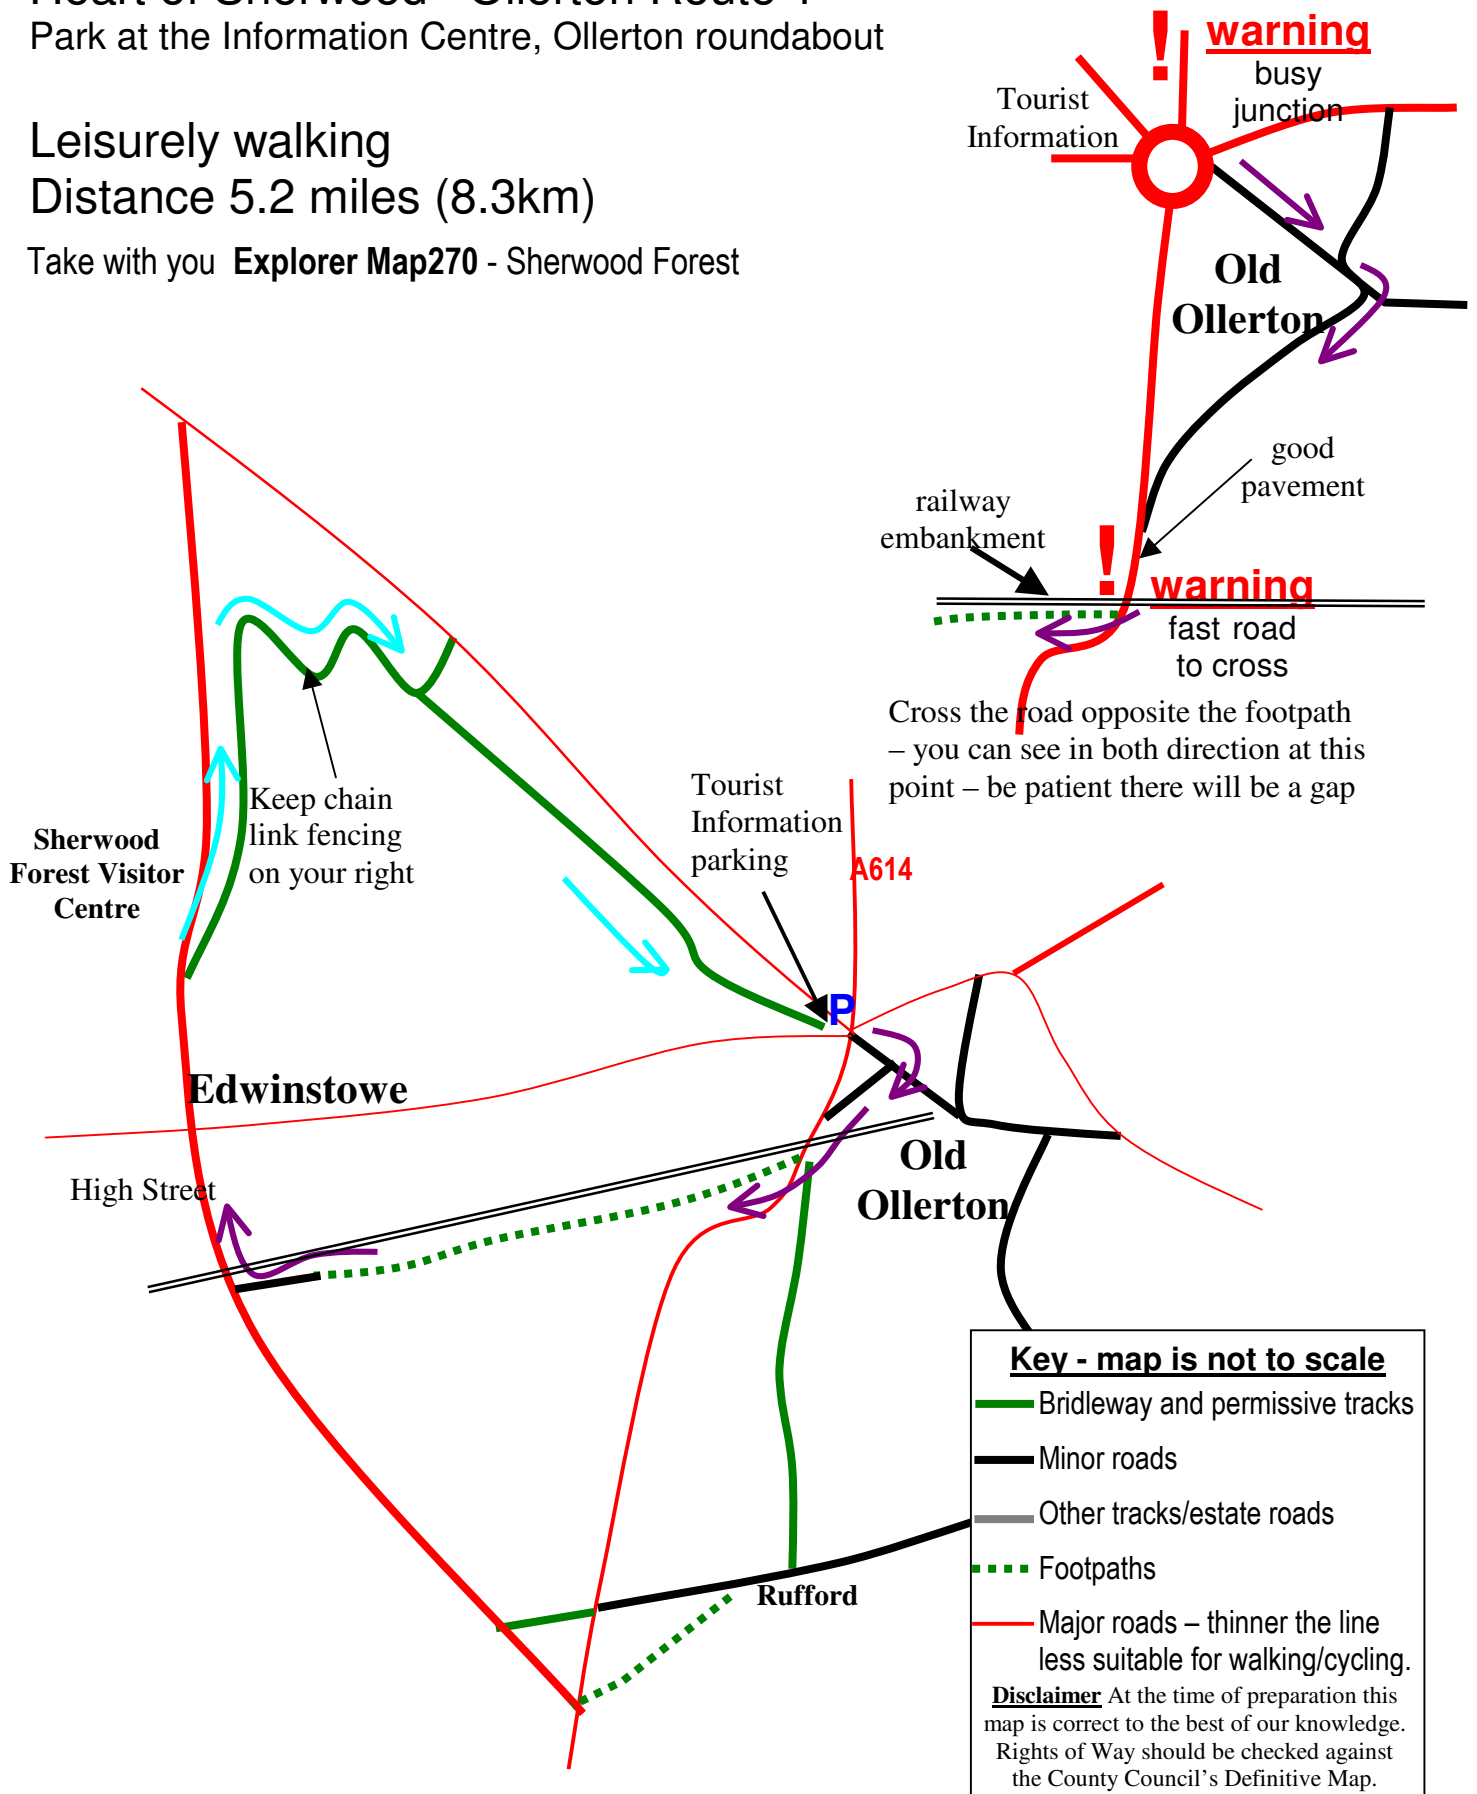 Park at the Information Centre, Ollerton roundabout
Leisurely walking
Distance 5.2 miles (8.3km)
Take with you Explorer Map270 - Sherwood Forest
!
warning
busy
junction
Tourist
Information
Old
Ollerton
good
pavement
railway
embankment
!
warning
fast road
to cross
Cross the road opposite the footpath
– you can see in both direction at this
point – be patient there will be a gap
Keep chain
link fencing
on your right
Sherwood
Forest Visitor
Centre
Tourist
Information
parking
A614
P
Edwinstowe
High Street
Old
Ollerton
Rufford
Key - map is not to scale
Bridleway and permissive tracks
Minor roads
Other tracks/estate roads
Footpaths
Major roads – thinner the line
less suitable for walking/cycling.
Disclaimer At the time of preparation this
map is correct to the best of our knowledge.
Rights of Way should be checked against
the County Council's Definitive Map.